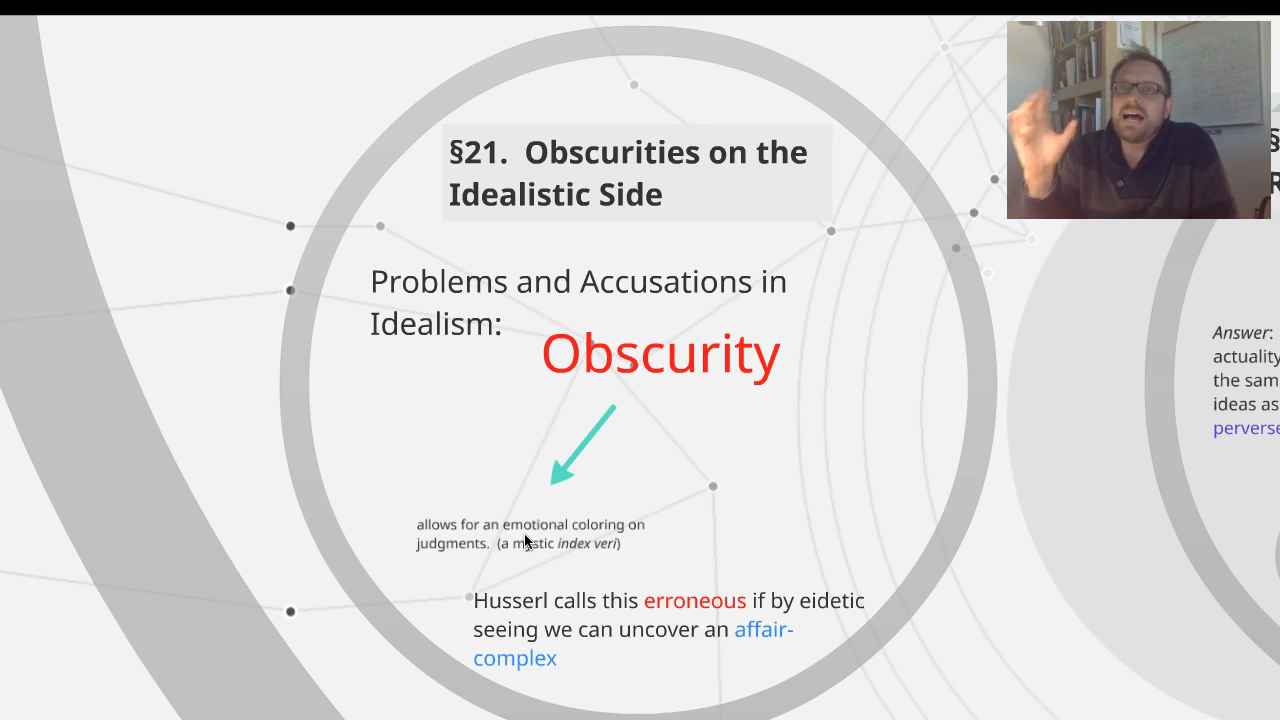 §21. Obscurities on the
Idealistic Side
Problems and Accusations in
Idealism:
Obscurity
allows for an emotional coloring on
judgments. (a mystic index veri)
Husserl calls this erroneous if by eidetic
seeing we can uncover an affair-
complex
Answer:
actuality
the sam
ideas as
perverse